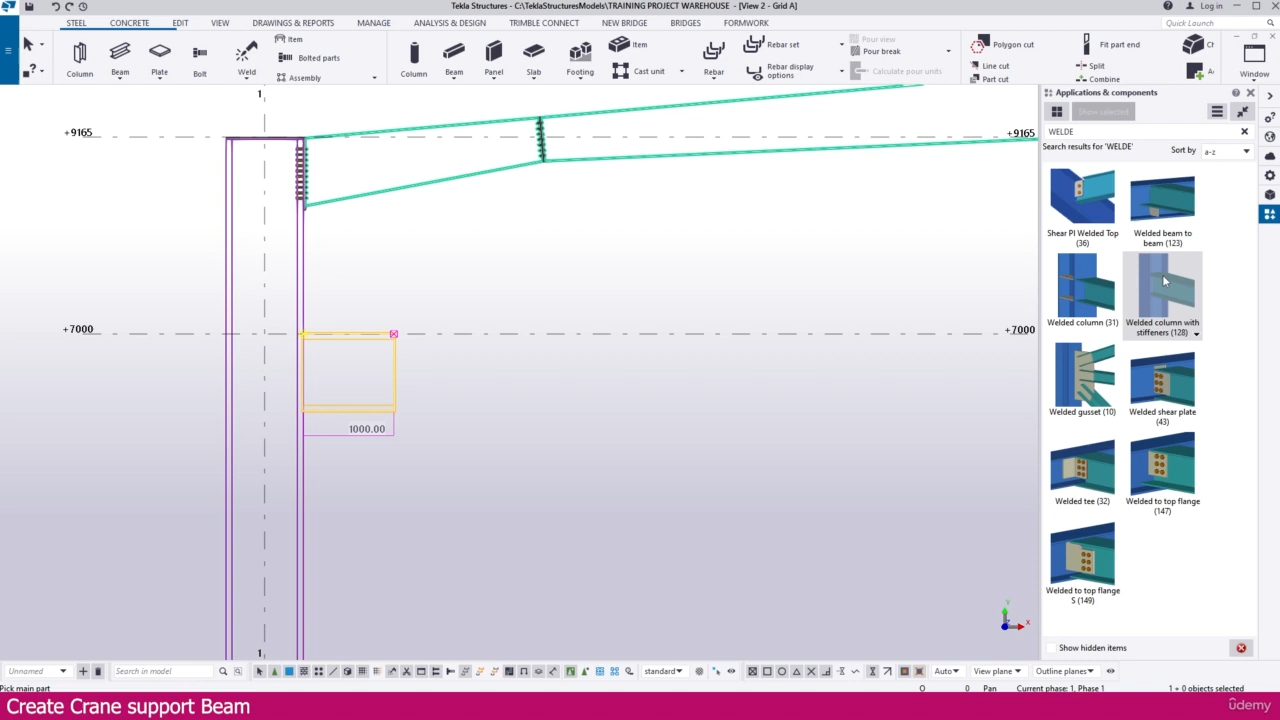 Tekla Structures - C:\TeklaStructuresModels\TRAINING PROJECT WAREHOUSE - [View 2 - Grid A]
Log in
STEEL
CONCRETE
EDIT
VIEW
DRAWINGS & REPORTS
MANAGE
ANALYSIS & DESIGN
TRIMBLE CONNECT
NEW BRIDGE
BRIDGES
FORMWORK
Quick Launch
Column
Beam
Plate
Bolt
Weld
Item
Bolted parts
Assembly
Column
Beam
Panel
Slab
Footing
Item
Cast unit
Rebar
Rebar set
Rebar display options
Pour view
Pour break
Calculate pour units
Polygon cut
Line cut
Part cut
Fit part end
Split
Combine
Window
1
+9165
+9165
+7000
+7000
1000.00
1
Applications & components
Show selected
WELDE
Search results for 'WELDE'
Sort by
a-z
Shear Pl Welded Top (36)
Welded beam to beam (123)
Welded column (31)
Welded column with stiffeners (128)
Welded gusset (10)
Welded shear plate (43)
Welded tee (32)
Welded to top flange (147)
Welded to top flange S (149)
Show hidden items
Unnamed
Search in model
standard
Auto
View plane
Outline planes
Pick main part
O
0
Pan
Current phase: 1, Phase 1
1 + 0 objects selected
Create Crane support Beam
ûdemy